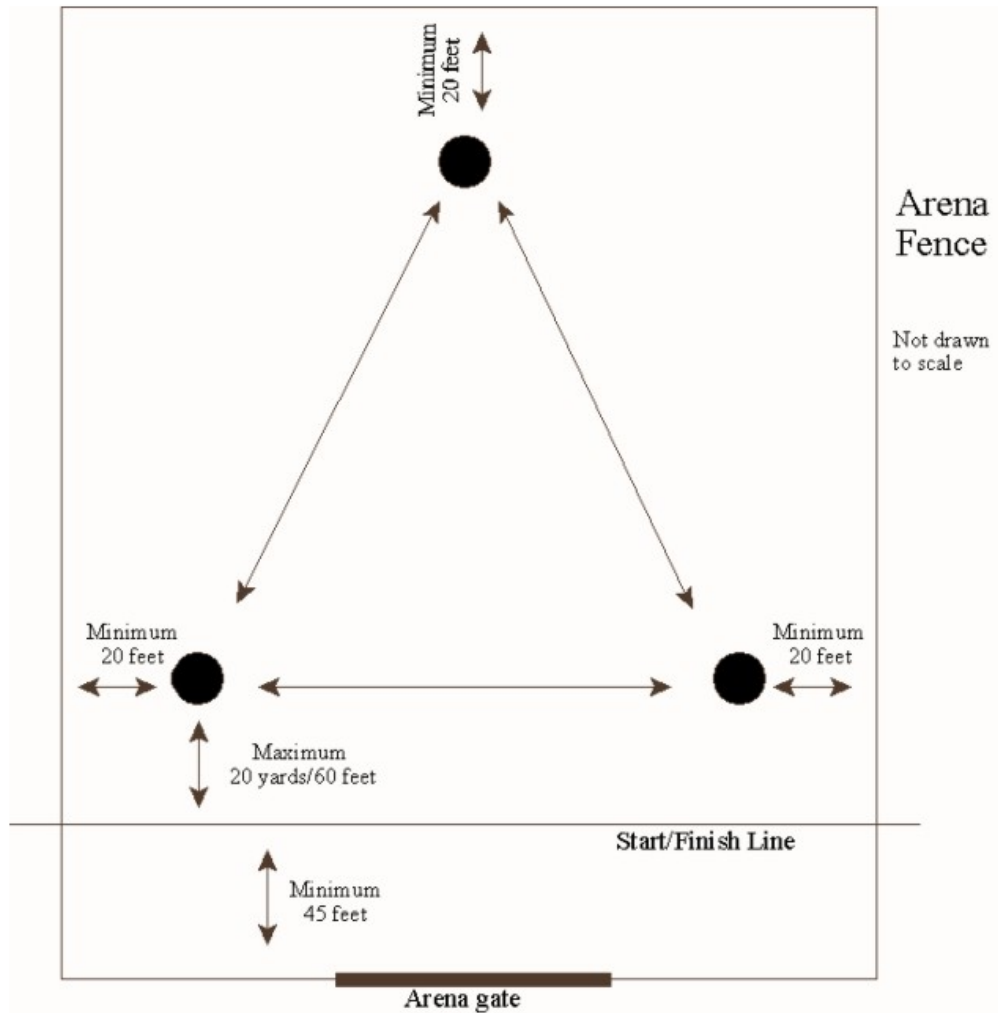 Minimum
20 feet
Arena
Fence
Not drawn
to scale
Minimum
20 feet
Minimum
20 feet
Maximum
20 yards/60 feet
Start/Finish Line
Minimum
45 feet
Arena gate